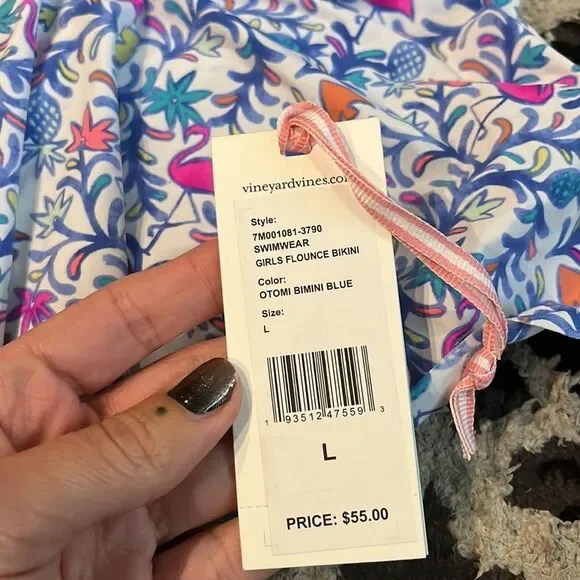 vineyardvines.com
Style:
7M001081-3790
SWIMWEAR
GIRLS FLOUNCE BIKINI
Color:
OTOMI BIMINI BLUE
Size:
L
1 93512 47559 3
L
PRICE: $55.00